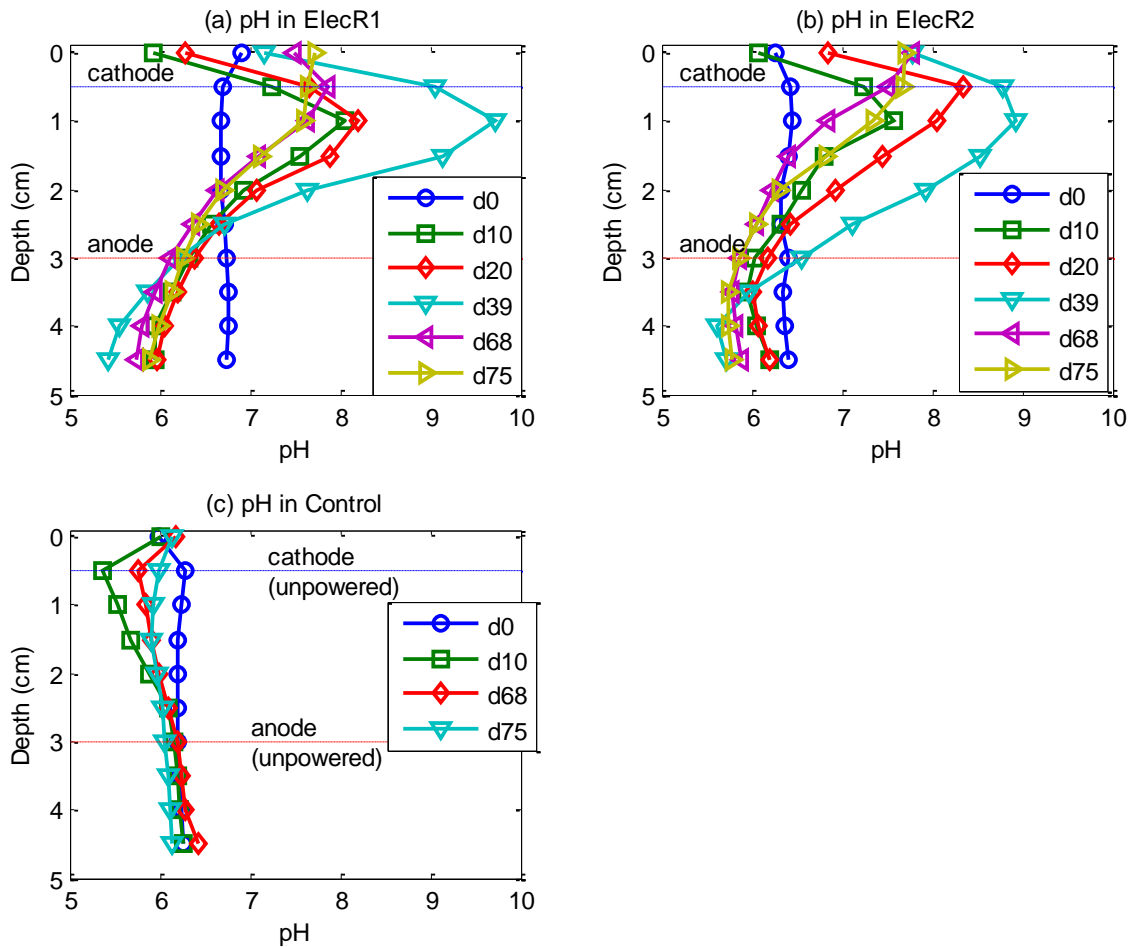 (a) pH in ElecR1
0
1
2
3
4
5
Depth (cm)
cathode
anode
d0
d10
d20
d39
d68
d75
5 6 7 8 9 10
pH
(b) pH in ElecR2
0
1
2
3
4
5
Depth (cm)
cathode
anode
d0
d10
d20
d39
d68
d75
5 6 7 8 9 10
pH
(c) pH in Control
0
1
2
3
4
5
Depth (cm)
cathode
(unpowered)
anode
(unpowered)
d0
d10
d68
d75
5 6 7 8 9 10
pH